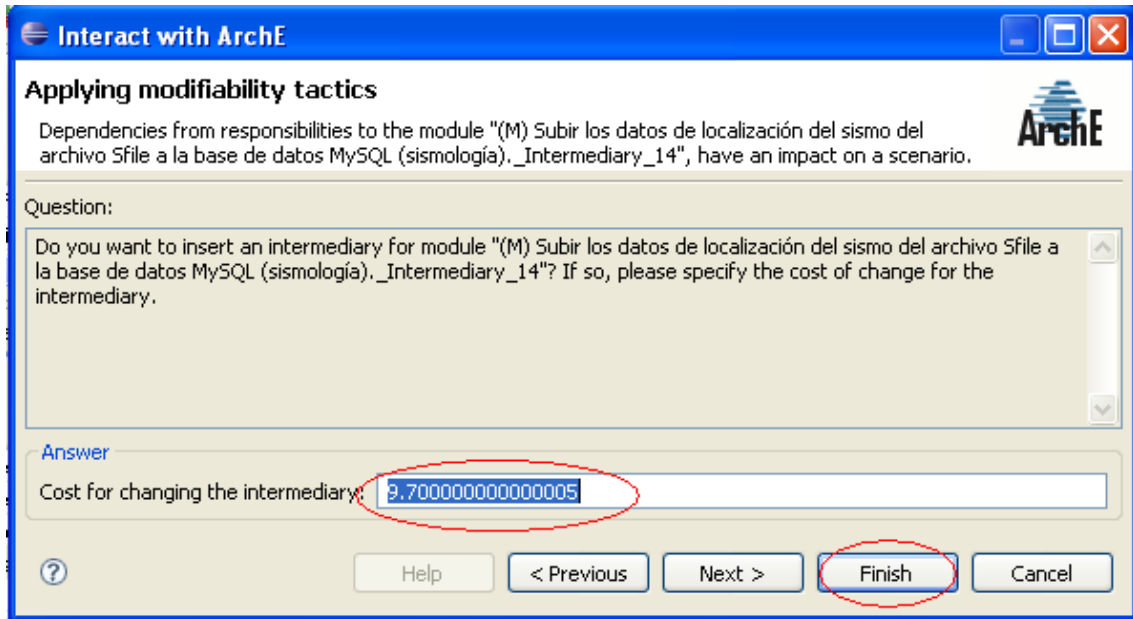 Interact with ArchE
Applying modifiability tactics
Dependencies from responsibilities to the module "(M) Subir los datos de localización del sismo del
archivo Sfile a la base de datos MySQL (sismología)._Intermediary_14", have an impact on a scenario.
ArchE
Question:
Do you want to insert an intermediary for module "(M) Subir los datos de localización del sismo del archivo Sfile a
la base de datos MySQL (sismología)._Intermediary_14"? If so, please specify the cost of change for the
intermediary.
Answer
Cost for changing the intermediary: 9.700000000000005
? Help < Previous Next > Finish Cancel